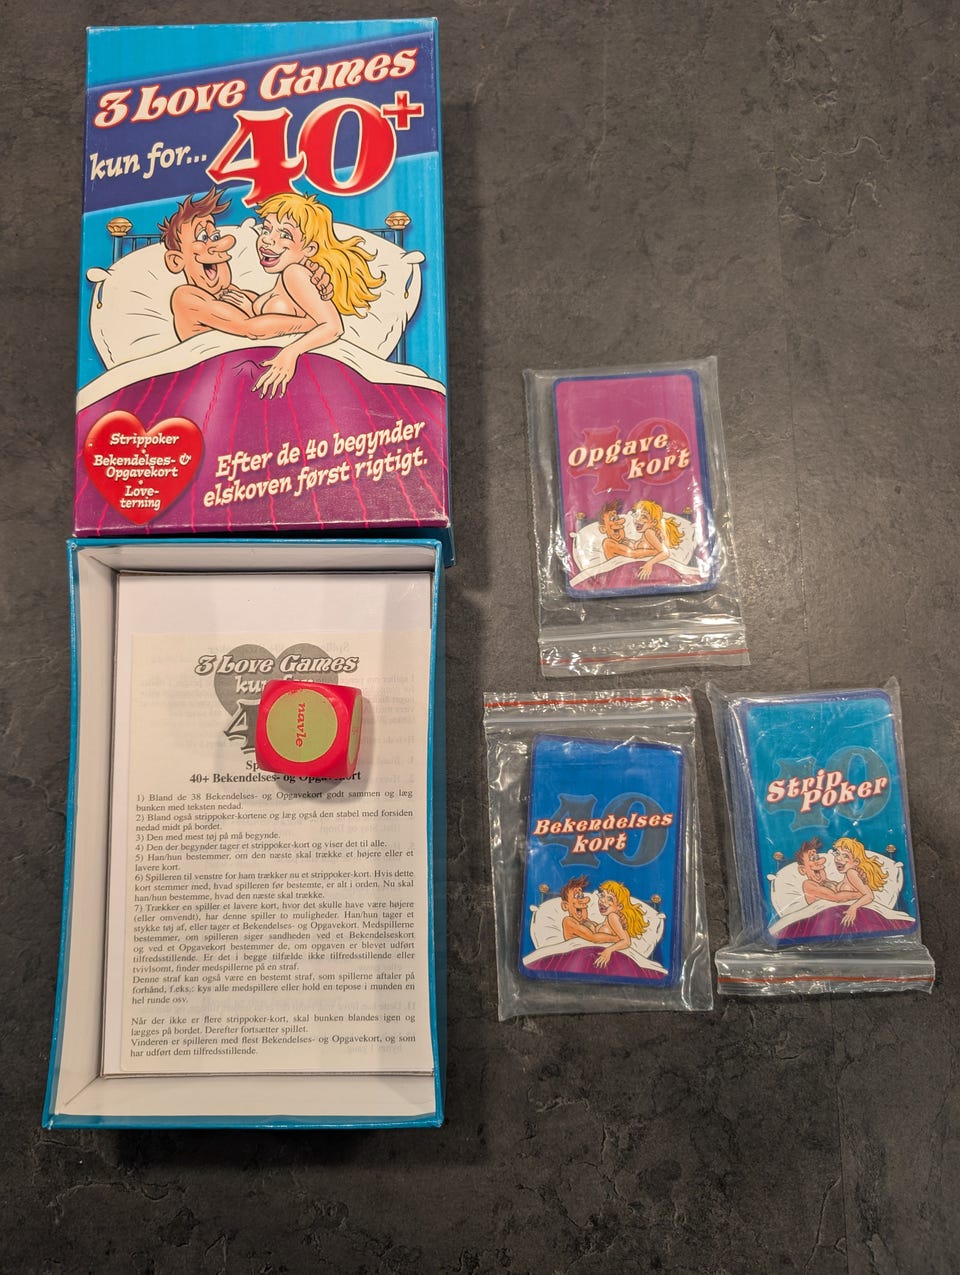 3 Love Games
kun for...
40+
Strippoker
Bekendelses- &
Opgavekort
Love-
terning
Efter de 40 begynder
elskoven først rigtigt.
Opgave
kort
Bekendelses
kort
Strip
Poker
3 Love Games
navle
40+ Bekendelses- og Opgavekort
1) Bland de 38 Bekendelses- og Opgavekort godt sammen og læg
bunken med teksten nedad.
2) Bland også strippoker-kortene og læg også den stabel med forsiden
nedad midt på bordet.
3) Den med mest tøj på må begynde.
4) Den der begynder tager et strippoker-kort og viser det til alle.
5) Han/hun bestemmer, om den næste skal trække et højere eller et
lavere kort.
6) Spilleren til venstre for ham trækker nu et strippoker-kort. Hvis dette
kort stemmer med, hvad spilleren før bestemte, er alt i orden. Nu skal
han/hun bestemme, hvad den næste skal trække.
7) Trækker en spiller et lavere kort, hvor det skulle have være højere
(eller omvendt), har denne spiller to muligheder. Han/hun tager et
stykke tøj af, eller tager et Bekendelses- og Opgavekort. Medspillerne
bestemmer, om spilleren siger sandheden ved et Bekendelseskort
og ved et Opgavekort bestemmer de, om opgaven er blevet udført
tilfredsstillende. Er det i begge tilfælde ikke tilfredsstillende eller
tvivlsomt, finder medspillerne på en straf.
Denne straf kan også være en bestemt straf, som spillerne aftaler på
forhånd, f.eks.: kys alle medspillere eller hold en tepose i munden en
hel runde osv.
Når der ikke er flere strippoker-kort, skal bunken blandes igen og
lægges på bordet. Derefter fortsætter spillet.
Vinderen er spilleren med flest Bekendelses- og Opgavekort, og som
har udført dem tilfredsstillende.